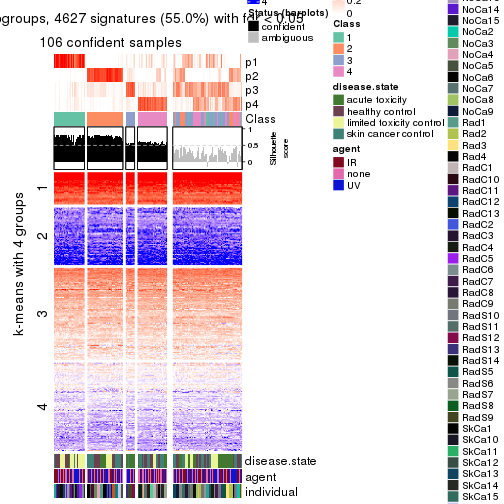 ogroups, 4627 signatures (55.0%) with
106 confident samples
p1
p2
p3
p4
Class
1
0.5
0
Silhouette
score
k-means with 4 groups
1
2
3
4
disease.state
agent
individual
4
Status (barplots)
confident
ambiguous
0.2
0
Class
1
2
3
4
disease.state
acute toxicity
healthy control
limited toxicity control
skin cancer control
agent
IR
none
UV
NoCa14
NoCa15
NoCa2
NoCa3
NoCa4
NoCa5
NoCa6
NoCa7
NoCa8
NoCa9
Rad1
Rad2
Rad3
Rad4
RadC1
RadC10
RadC11
RadC12
RadC13
RadC2
RadC3
RadC4
RadC5
RadC6
RadC7
RadC8
RadC9
RadS10
RadS11
RadS12
RadS13
RadS14
RadS5
RadS6
RadS7
RadS8
RadS9
SkCa1
SkCa10
SkCa11
SkCa12
SkCa13
SkCa14
SkCa15